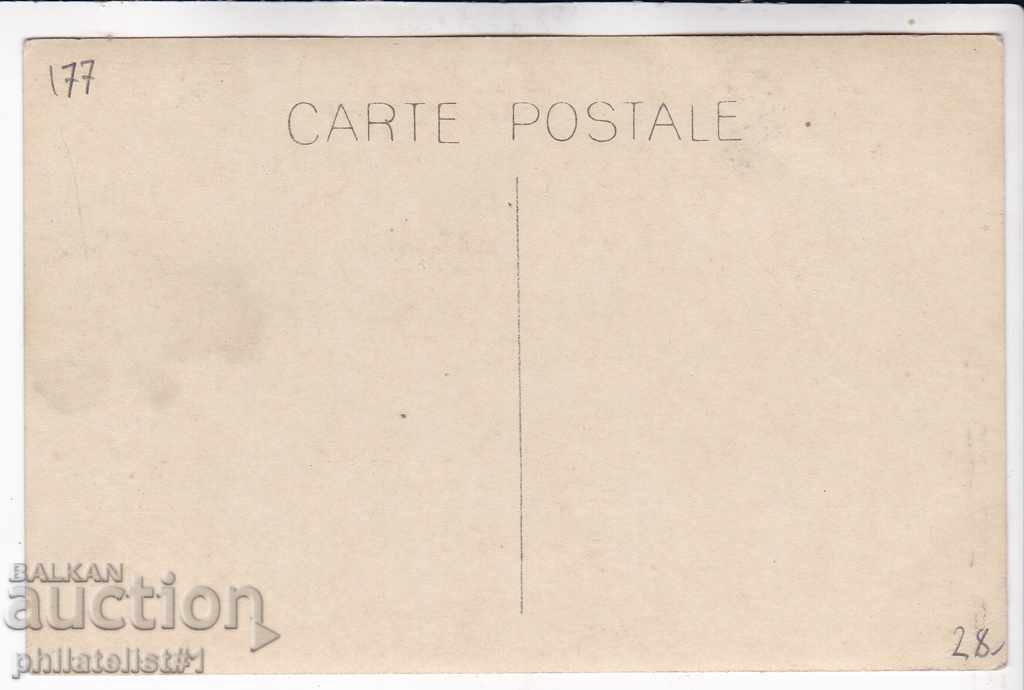 177
CARTE POSTALE
28
BALKAN
auction
philatelist#1